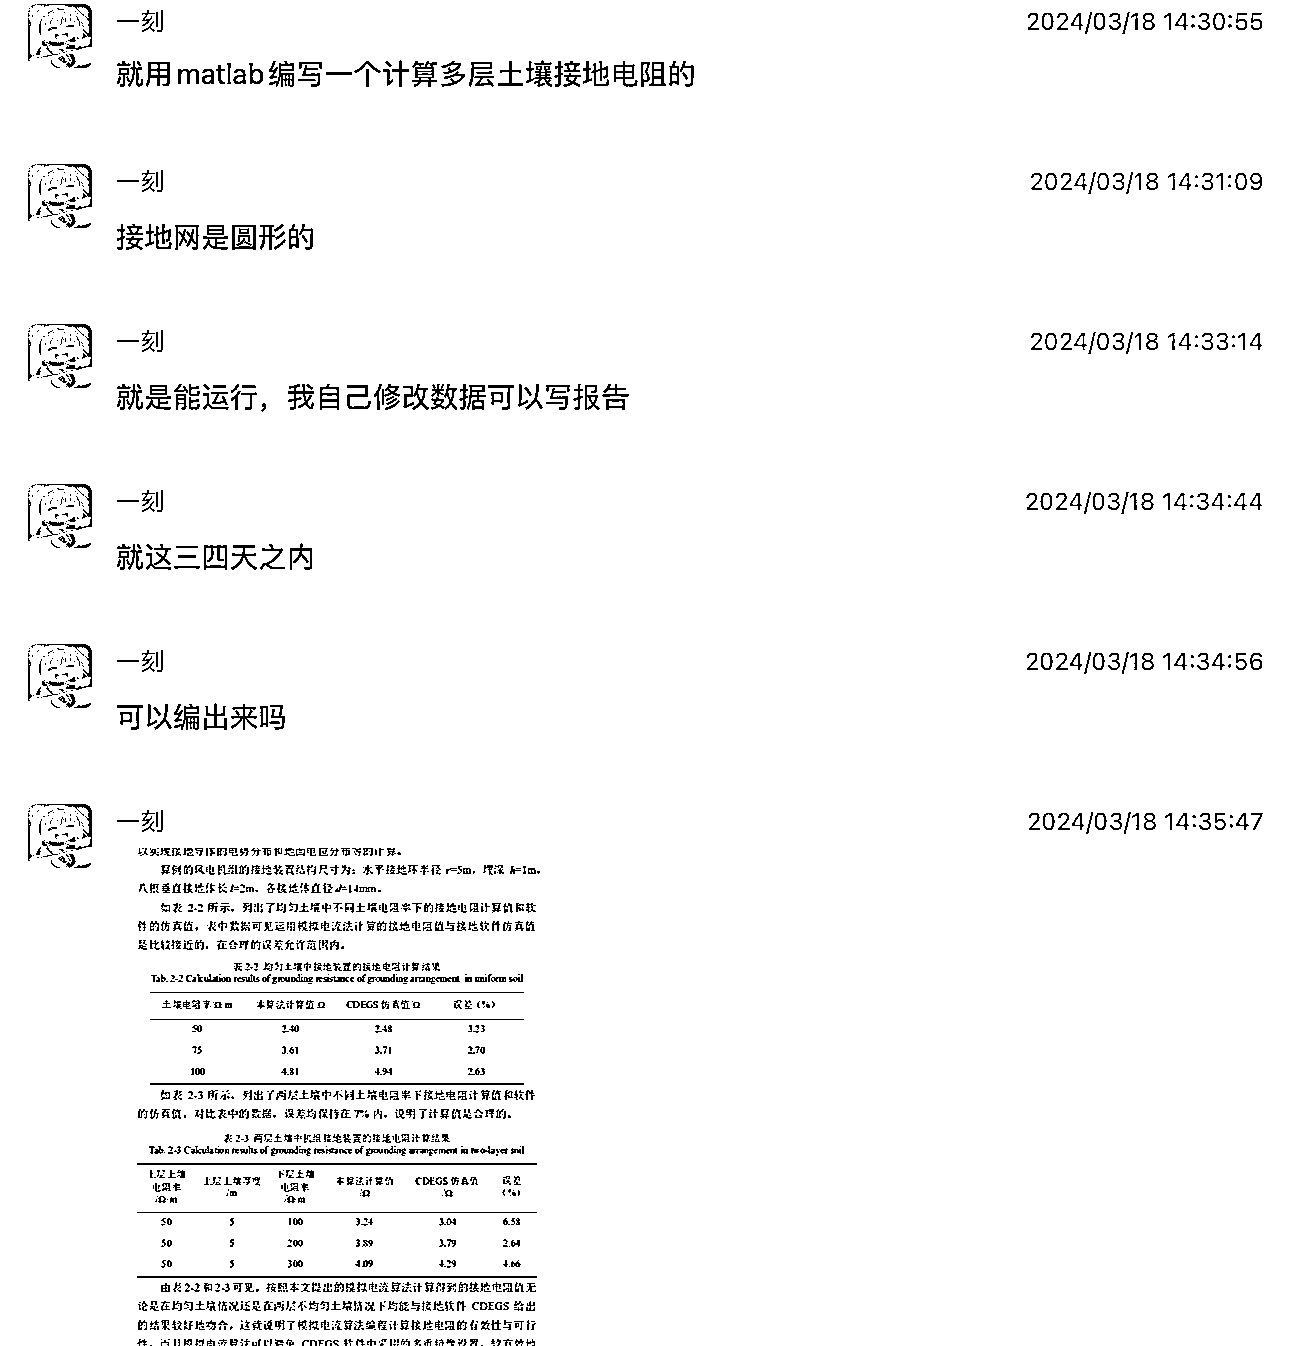 一刻 2024/03/18 14:30:55
就用matlab编写一个计算多层土壤接地电阻的
一刻 2024/03/18 14:31:09
接地网是圆形的
一刻 2024/03/18 14:33:14
就是能运行，我自己修改数据可以写报告
一刻 2024/03/18 14:34:44
就这三四天之内
一刻 2024/03/18 14:34:56
可以编出来吗
一刻 2024/03/18 14:35:47
以实现接地导体的电势分布和地面电位分布等的计算。
算例的风电机组的接地装置结构尺寸为：水平接地环半径 r=5m，埋深 h=1m，
八根垂直接地体长 l=2m，各接地体直径 d=14mm。
如表 2-2 所示，列出了均匀土壤中不同土壤电阻率下的接地电阻计算值和软
件的仿真值，表中数据可见运用模拟电流法计算的接地电阻值与接地软件仿真值
是比较接近的，在合理的误差允许范围内。
表 2-2 均匀土壤中接地装置的接地电阻计算结果
Tab. 2-2 Calculation results of grounding resistance of grounding arrangement in uniform soil
土壤电阻率/Ω·m 本算法计算值/Ω CDEGS 仿真值/Ω 误差（%）
50 2.40 2.48 3.23
75 3.61 3.71 2.70
100 4.81 4.94 2.63
如表 2-3 所示，列出了两层土壤中不同土壤电阻率下接地电阻计算值和软件
的仿真值，对比表中的数据，误差均保持在 7% 内，说明了计算值是合理的。
表 2-3 两层土壤中机组接地装置的接地电阻计算结果
Tab. 2-3 Calculation results of grounding resistance of grounding arrangement in two-layer soil
上层土壤 电阻率 /Ω·m 上层土壤厚度 /m 下层土壤 电阻率 /Ω·m 本算法计算值 /Ω CDEGS 仿真值 /Ω 误差 （%）
50 5 100 3.24 3.04 6.58
50 5 200 3.89 3.79 2.64
50 5 300 4.09 4.29 4.66
由表 2-2 和 2-3 可见，按照本文提出的模拟电流算法计算得到的接地电阻值无
论是在均匀土壤情况还是在两层不均匀土壤情况下均能与接地软件 CDEGS 给出
的结果较好地吻合，这就说明了模拟电流算法编程计算接地电阻的有效性与可行
性，而且模拟电流算法可以避免 CDEGS 软件中采用的多重镜像设置，